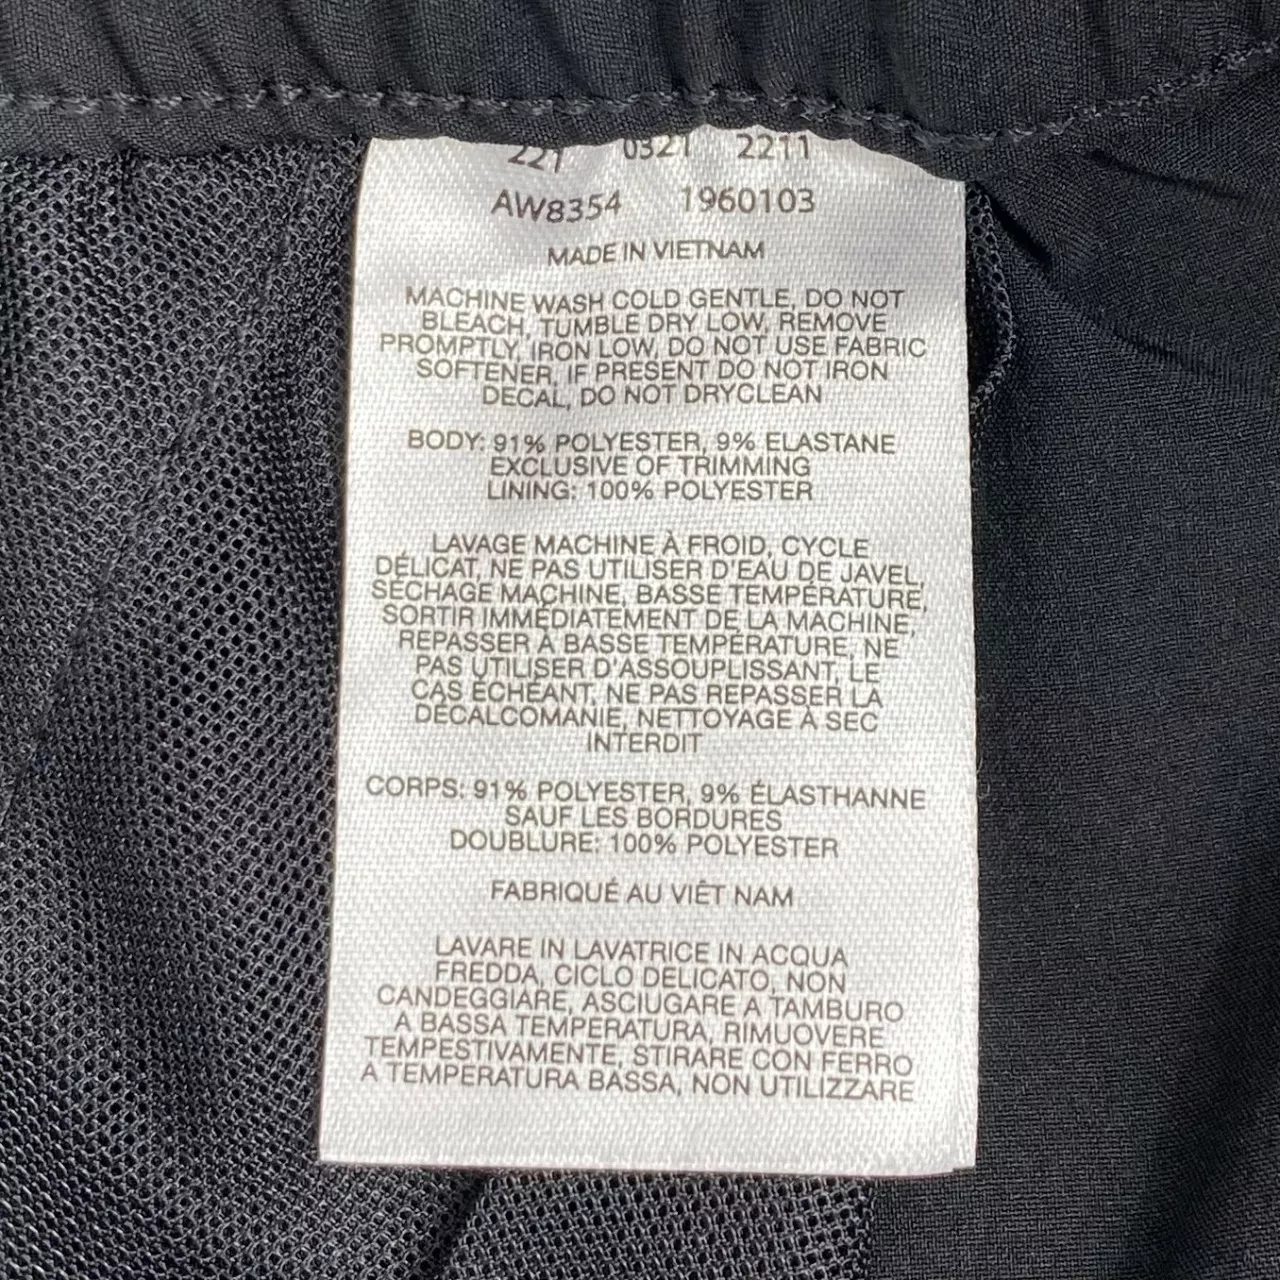 221 0321 2211
AW8354 1960103
MADE IN VIETNAM
MACHINE WASH COLD GENTLE, DO NOT
BLEACH, TUMBLE DRY LOW, REMOVE
PROMPTLY, IRON LOW, DO NOT USE FABRIC
SOFTENER, IF PRESENT DO NOT IRON
DECAL, DO NOT DRYCLEAN
BODY: 91% POLYESTER, 9% ELASTANE
EXCLUSIVE OF TRIMMING
LINING: 100% POLYESTER
LAVAGE MACHINE À FROID, CYCLE
DÉLICAT, NE PAS UTILISER D'EAU DE JAVEL,
SÉCHAGE MACHINE, BASSE TEMPÉRATURE,
SORTIR IMMÉDIATEMENT DE LA MACHINE,
REPASSER À BASSE TEMPÉRATURE, NE
PAS UTILISER D'ASSOUPLISSANT, LE
CAS ÉCHÉANT, NE PAS REPASSER LA
DÉCALCOMANIE, NETTOYAGE À SEC
INTERDIT
CORPS: 91% POLYESTER, 9% ÉLASTHANNE
SAUF LES BORDURES
DOUBLURE: 100% POLYESTER
FABRIQUÉ AU VIÊT NAM
LAVARE IN LAVATRICE IN ACQUA
FREDDA, CICLO DELICATO, NON
CANDEGGIARE, ASCIUGARE A TAMBURO
A BASSA TEMPERATURA, RIMUOVERE
TEMPESTIVAMENTE, STIRARE CON FERRO
A TEMPERATURA BASSA, NON UTILIZZARE